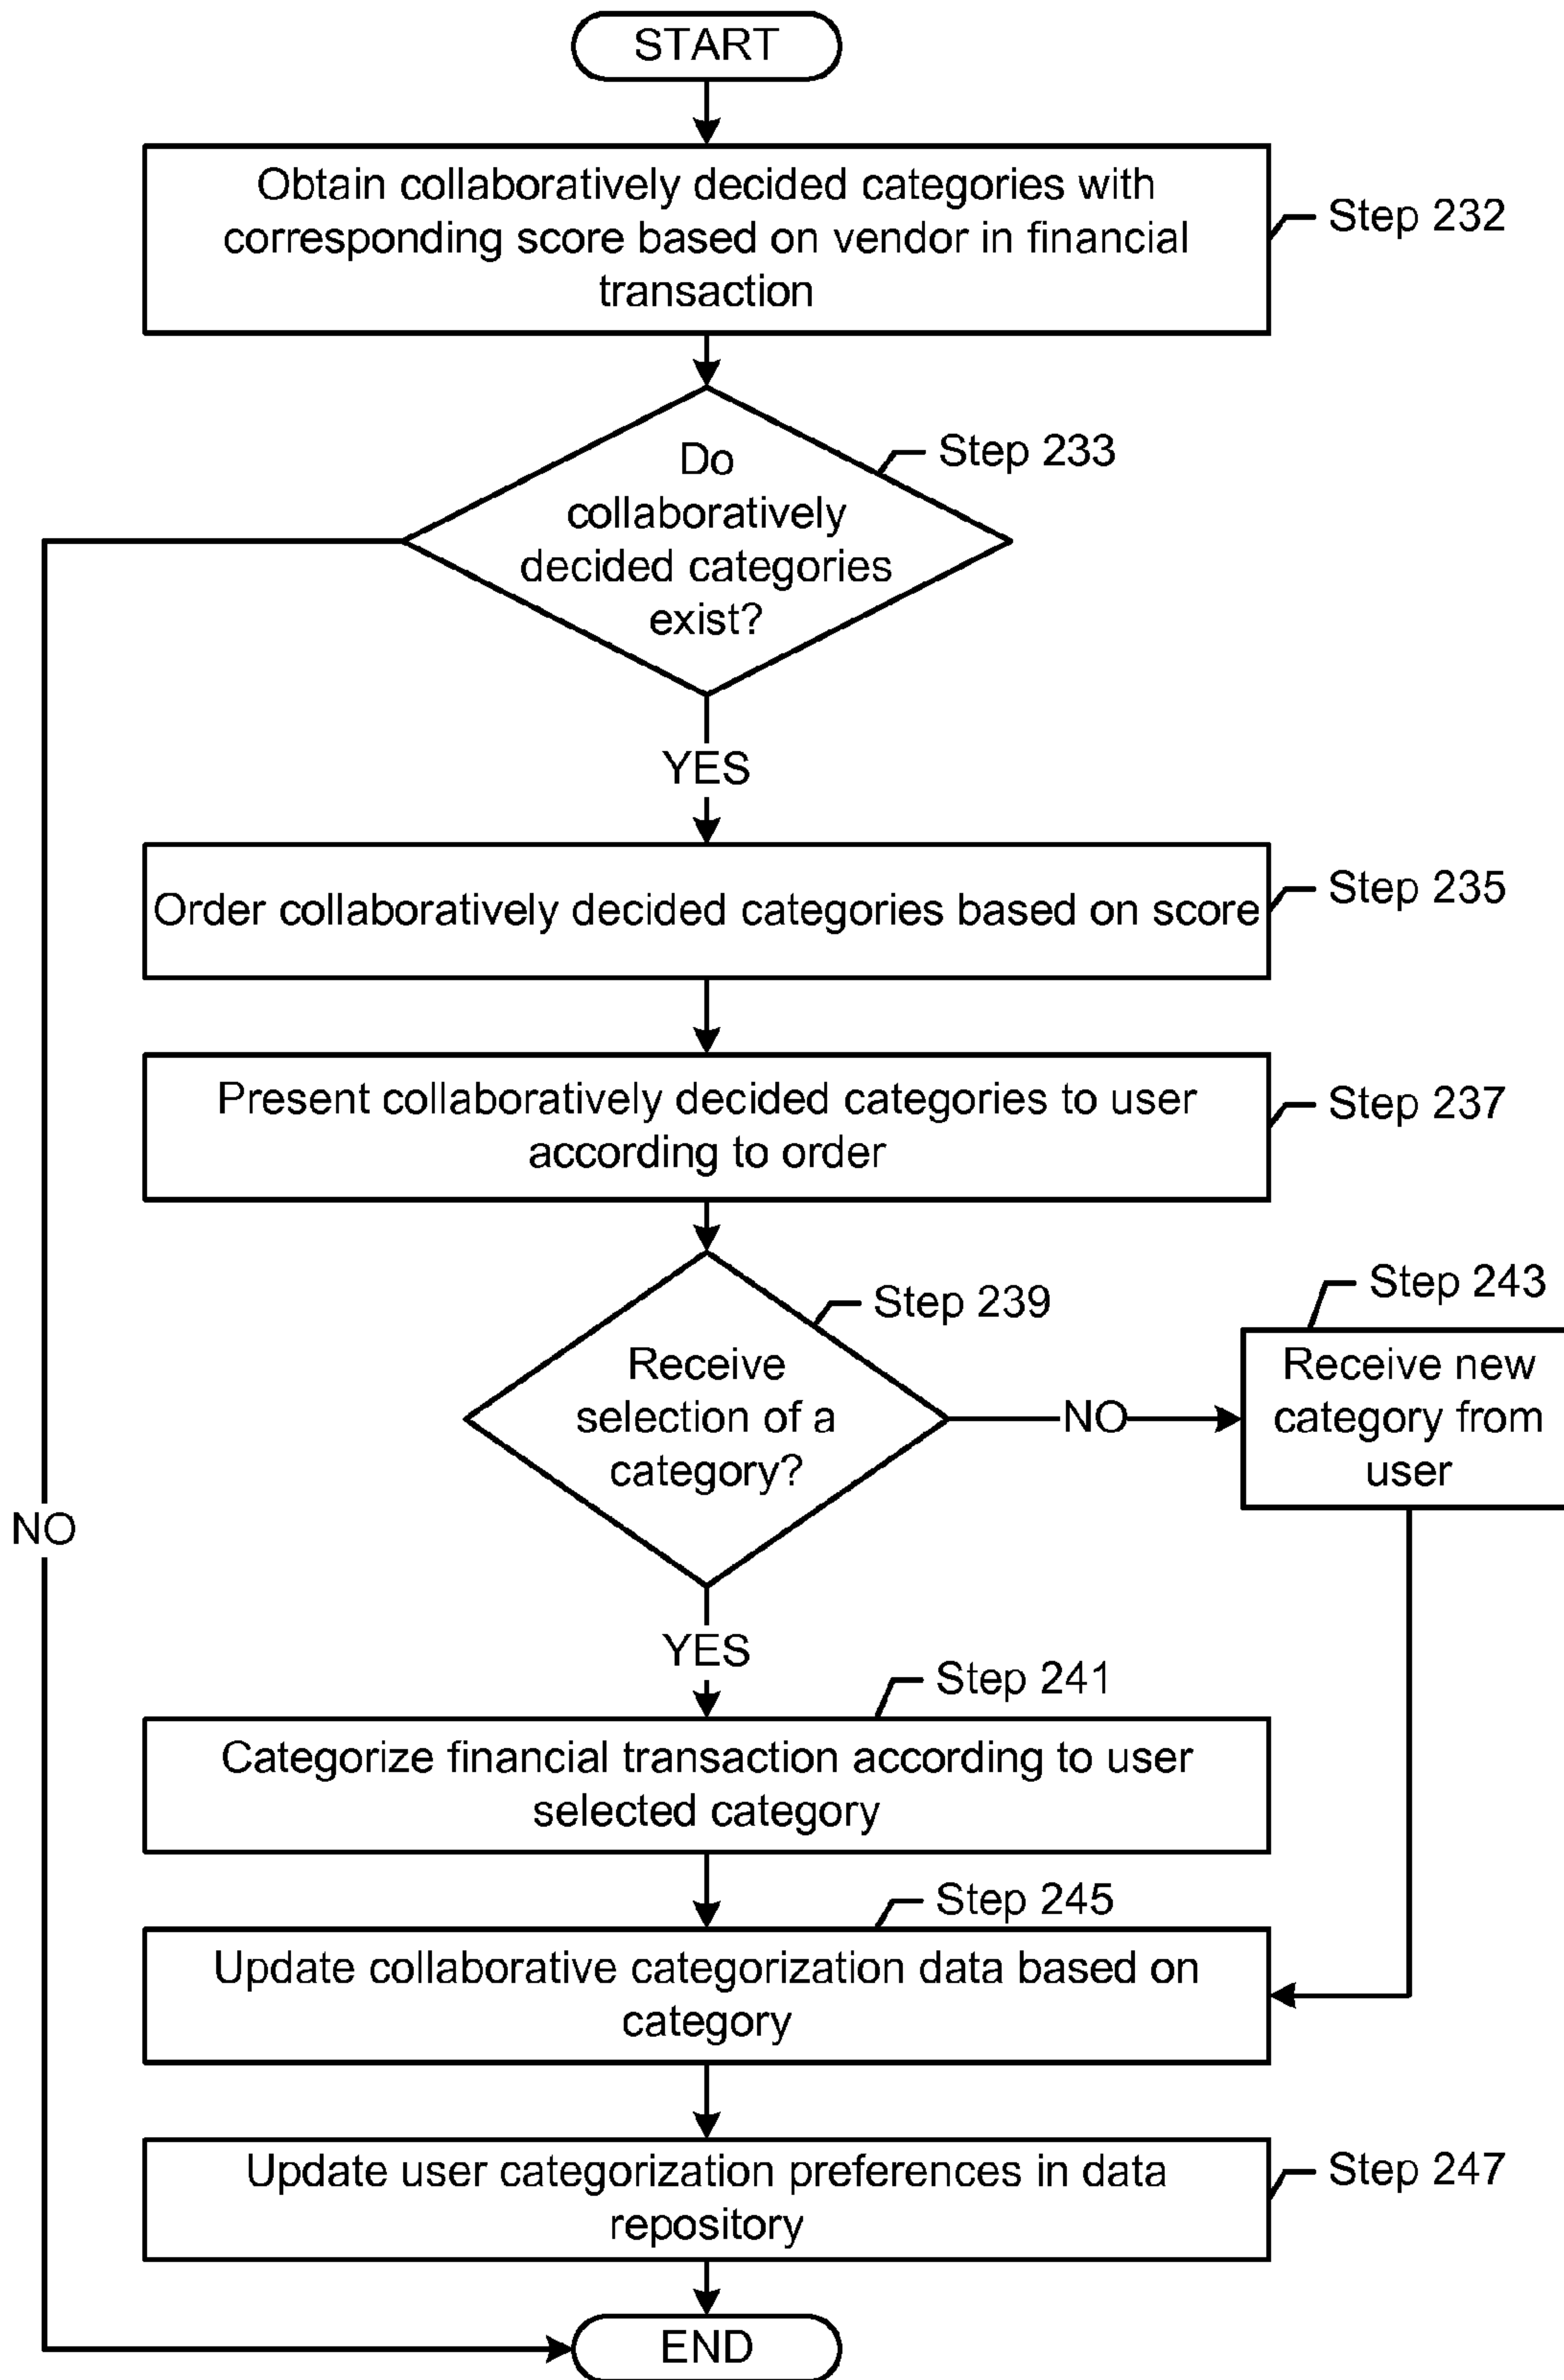 START
Obtain collaboratively decided categories with
corresponding score based on vendor in financial
transaction
Step 232
Do
collaboratively
decided categories
exist?
Step 233
YES
Order collaboratively decided categories based on score
Step 235
Present collaboratively decided categories to user
according to order
Step 237
Receive
selection of a
category?
Step 239
NO
Step 243
Receive new
category from
user
NO
YES
Step 241
Categorize financial transaction according to user
selected category
Step 245
Update collaborative categorization data based on
category
Update user categorization preferences in data
repository
Step 247
END